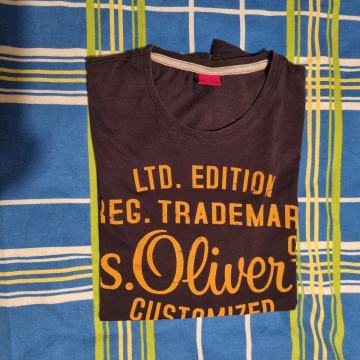 LTD. EDITION
REG. TRADEMAR
s.Oliver
CUSTOMIZED